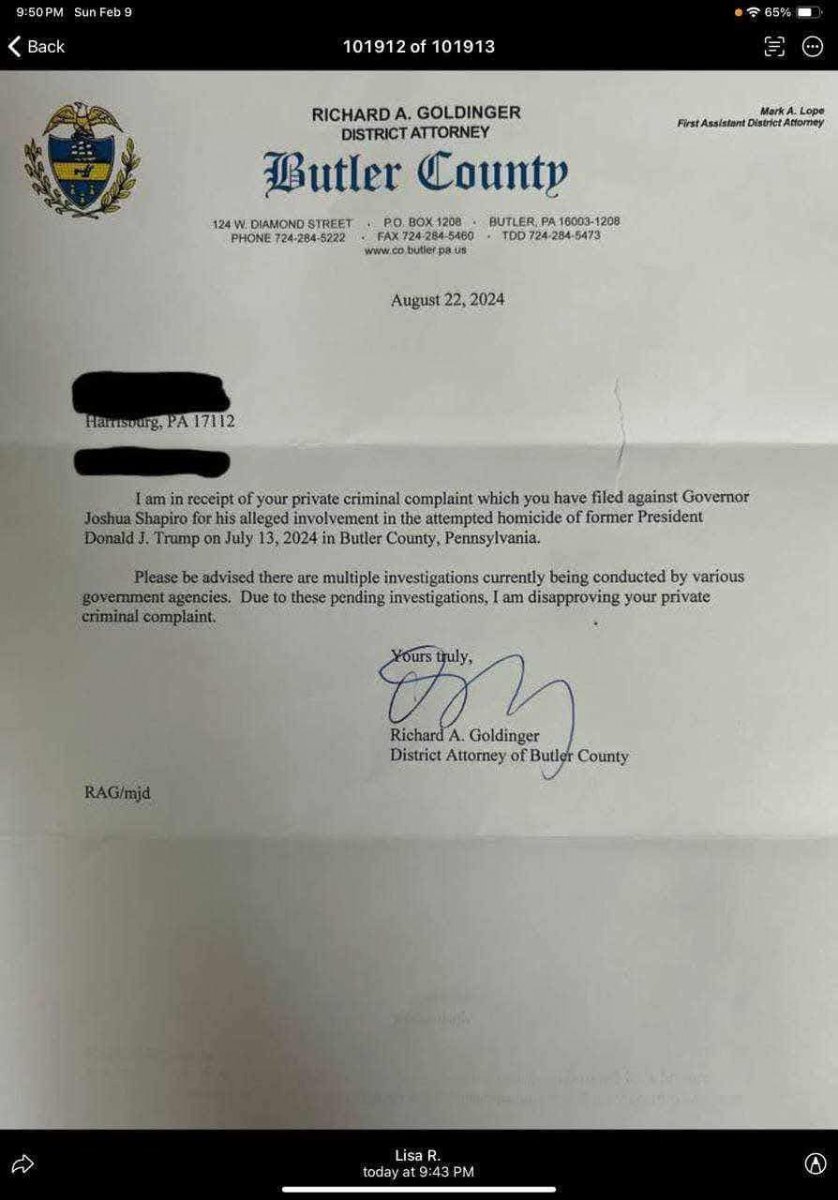 9:50 PM Sun Feb 9
65%
Back
101912 of 101913
RICHARD A. GOLDINGER
DISTRICT ATTORNEY
Mark A. Lope
First Assistant District Attorney
Butler County
124 W. DIAMOND STREET • P.O. BOX 1208 • BUTLER, PA 16003-1208
PHONE 724-284-5222 • FAX 724-284-5460 • TDD 724-284-5473
www.co.butler.pa.us
August 22, 2024
Harrisburg, PA 17112
I am in receipt of your private criminal complaint which you have filed against Governor
Joshua Shapiro for his alleged involvement in the attempted homicide of former President
Donald J. Trump on July 13, 2024 in Butler County, Pennsylvania.
Please be advised there are multiple investigations currently being conducted by various
government agencies. Due to these pending investigations, I am disapproving your private
criminal complaint.
Yours truly,
Richard A. Goldinger
District Attorney of Butler County
RAG/mjd
Lisa R.
today at 9:43 PM